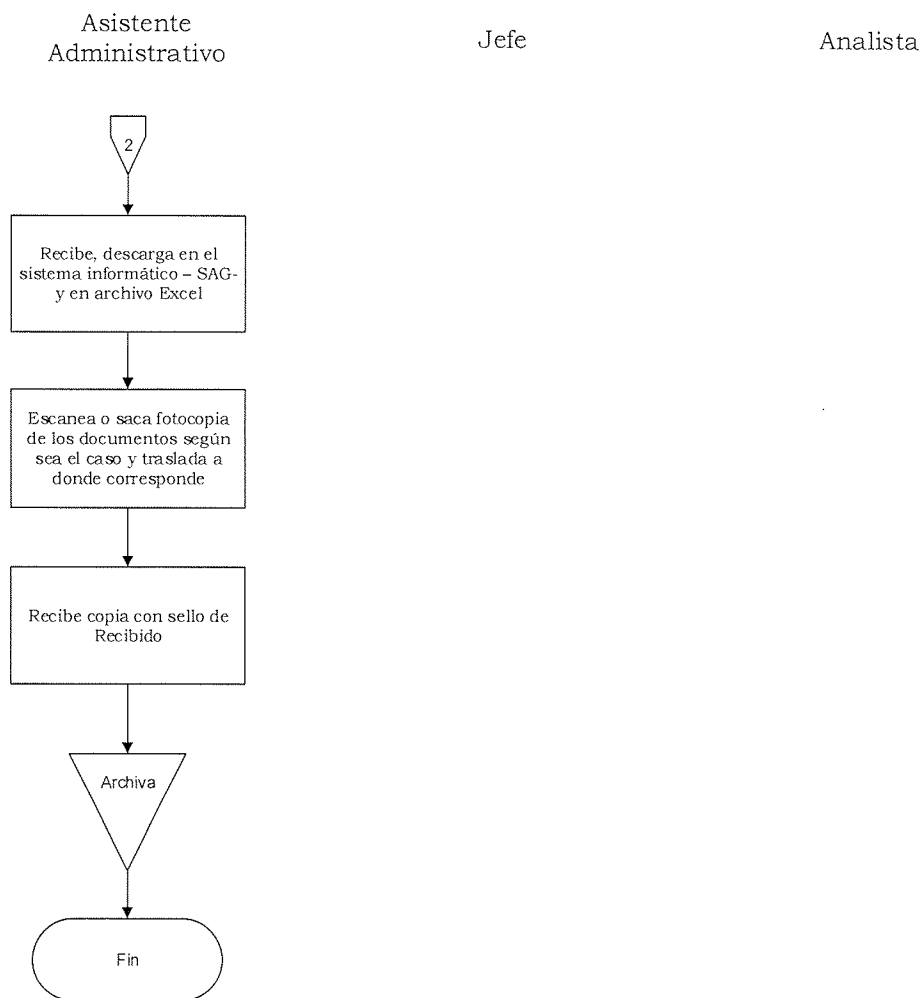 Asistente
Administrativo
Jefe
Analista
2
Recibe, descarga en el
sistema informático – SAG-
y en archivo Excel
Escanea o saca fotocopia
de los documentos según
sea el caso y traslada a
donde corresponde
Recibe copia con sello de
Recibido
Archiva
Fin